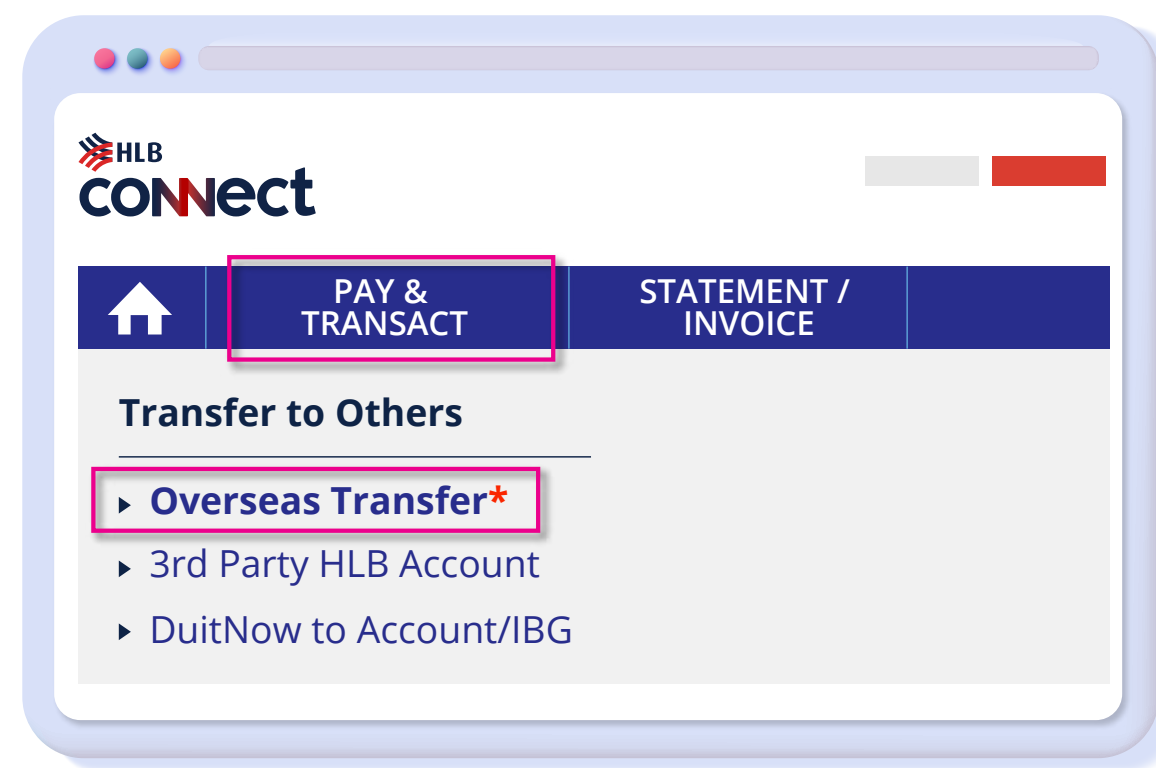 HLB
CONNect
PAY &
TRANSACT
STATEMENT /
INVOICE
Transfer to Others
Overseas Transfer*
3rd Party HLB Account
DuitNow to Account/IBG